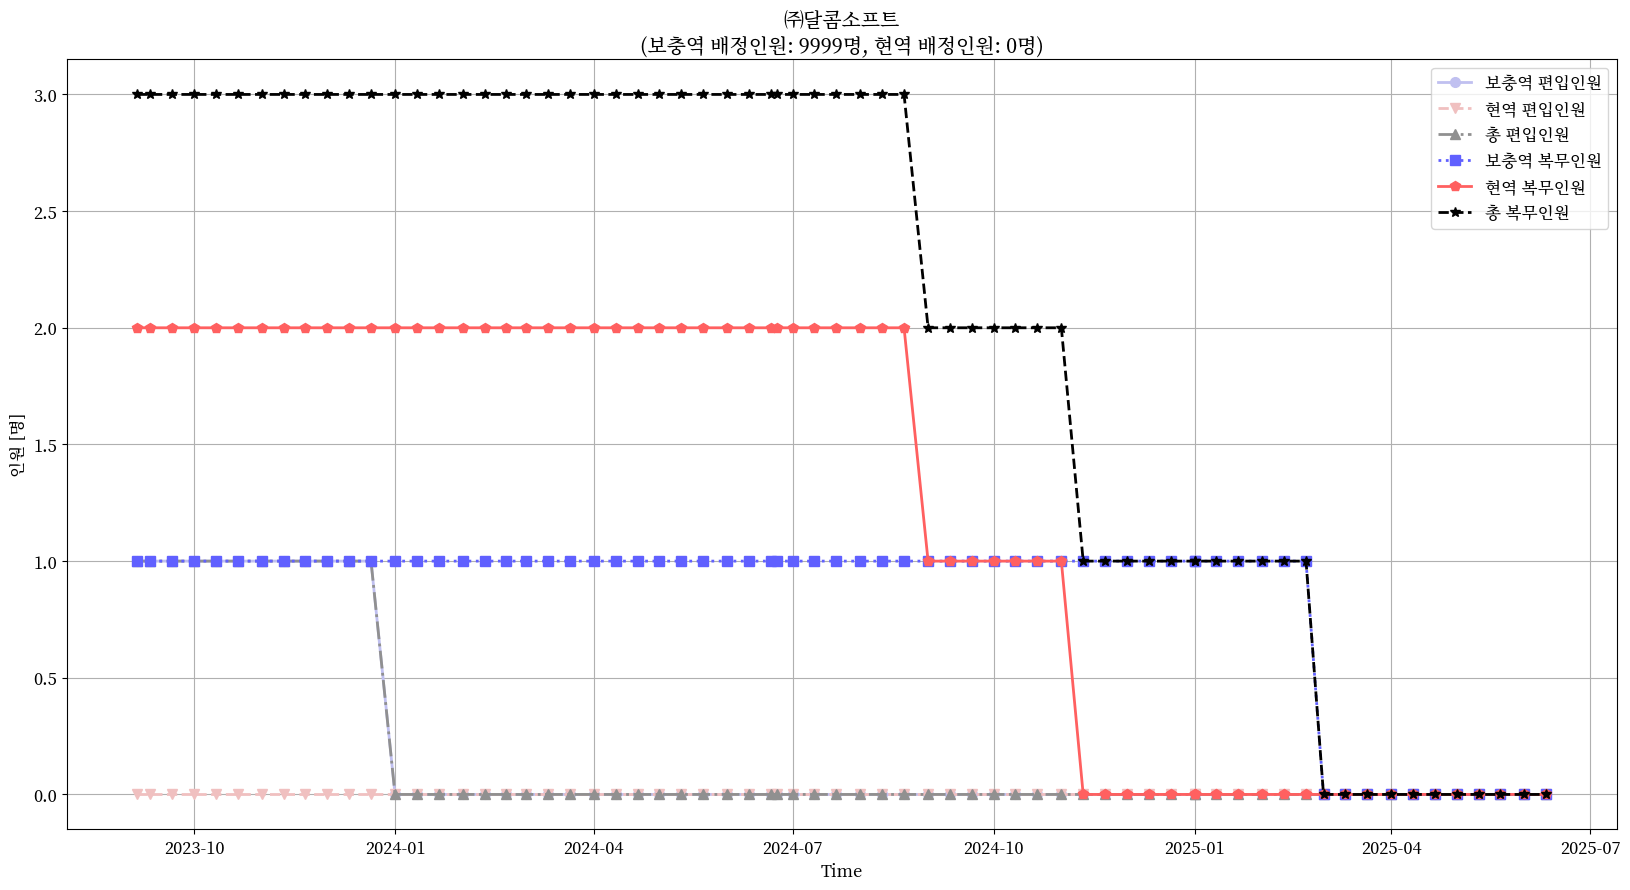 ㈜달콤소프트
(보충역 배정인원: 9999명, 현역 배정인원: 0명)
보충역 편입인원
현역 편입인원
총 편입인원
보충역 복무인원
현역 복무인원
총 복무인원
인원 [명]
3.0
2.5
2.0
1.5
1.0
0.5
0.0
2023-10
2024-01
2024-04
2024-07
2024-10
2025-01
2025-04
2025-07
Time